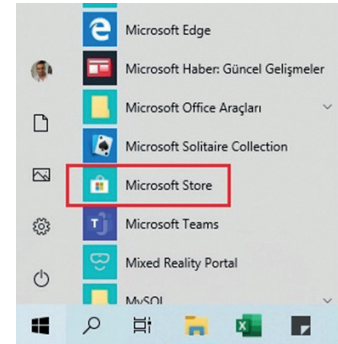 Microsoft Edge
Microsoft Haber: Güncel Gelişmeler
Microsoft Office Araçları
Microsoft Solitaire Collection
Microsoft Store
Microsoft Teams
Mixed Reality Portal
MySQL